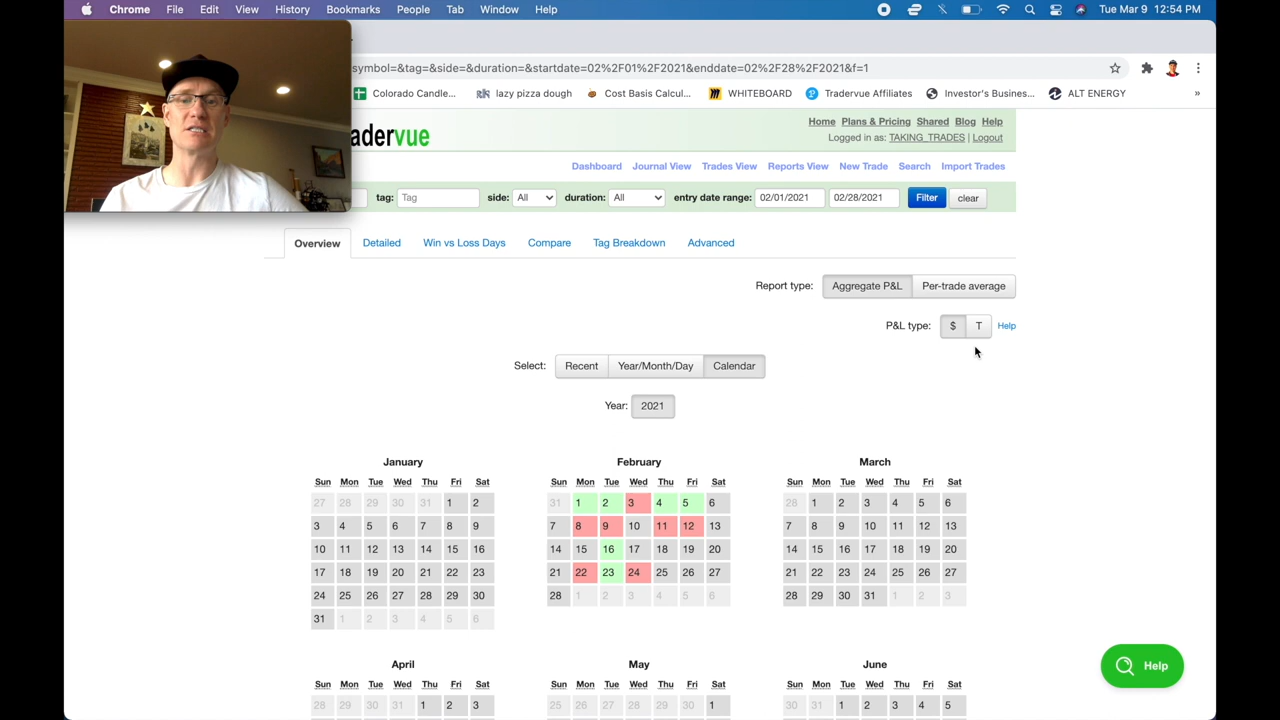 Chrome File Edit View History Bookmarks People Tab Window Help Tue Mar 9 12:54 PM
symbol=&tag=&side=&duration=&startdate=02%2F01%2F2021&enddate=02%2F28%2F2021&f=1
Colorado Candle... lazy pizza dough Cost Basis Calcul... WHITEBOARD Tradervue Affiliates Investor's Busines... ALT ENERGY »
adervue
Home Plans & Pricing Shared Blog Help
Logged in as: TAKING_TRADES | Logout
Dashboard Journal View Trades View Reports View New Trade Search Import Trades
tag: Tag side: All duration: All entry date range: 02/01/2021 02/28/2021 Filter clear
Overview Detailed Win vs Loss Days Compare Tag Breakdown Advanced
Report type: Aggregate P&L Per-trade average
P&L type: $ T Help
Select: Recent Year/Month/Day Calendar
Year: 2021
January February March
Sun Mon Tue Wed Thu Fri Sat Sun Mon Tue Wed Thu Fri Sat Sun Mon Tue Wed Thu Fri Sat
27 28 29 30 31 1 2 31 1 2 3 4 5 6 28 1 2 3 4 5 6
3 4 5 6 7 8 9 7 8 9 10 11 12 13 7 8 9 10 11 12 13
10 11 12 13 14 15 16 14 15 16 17 18 19 20 14 15 16 17 18 19 20
17 18 19 20 21 22 23 21 22 23 24 25 26 27 21 22 23 24 25 26 27
24 25 26 27 28 29 30 28 1 2 3 4 5 6 28 29 30 31 1 2 3
31 1 2 3 4 5 6
April May June
Sun Mon Tue Wed Thu Fri Sat Sun Mon Tue Wed Thu Fri Sat Sun Mon Tue Wed Thu Fri Sat
28 29 30 31 1 2 3 25 26 27 28 29 30 1 30 31 1 2 3 4 5
Help